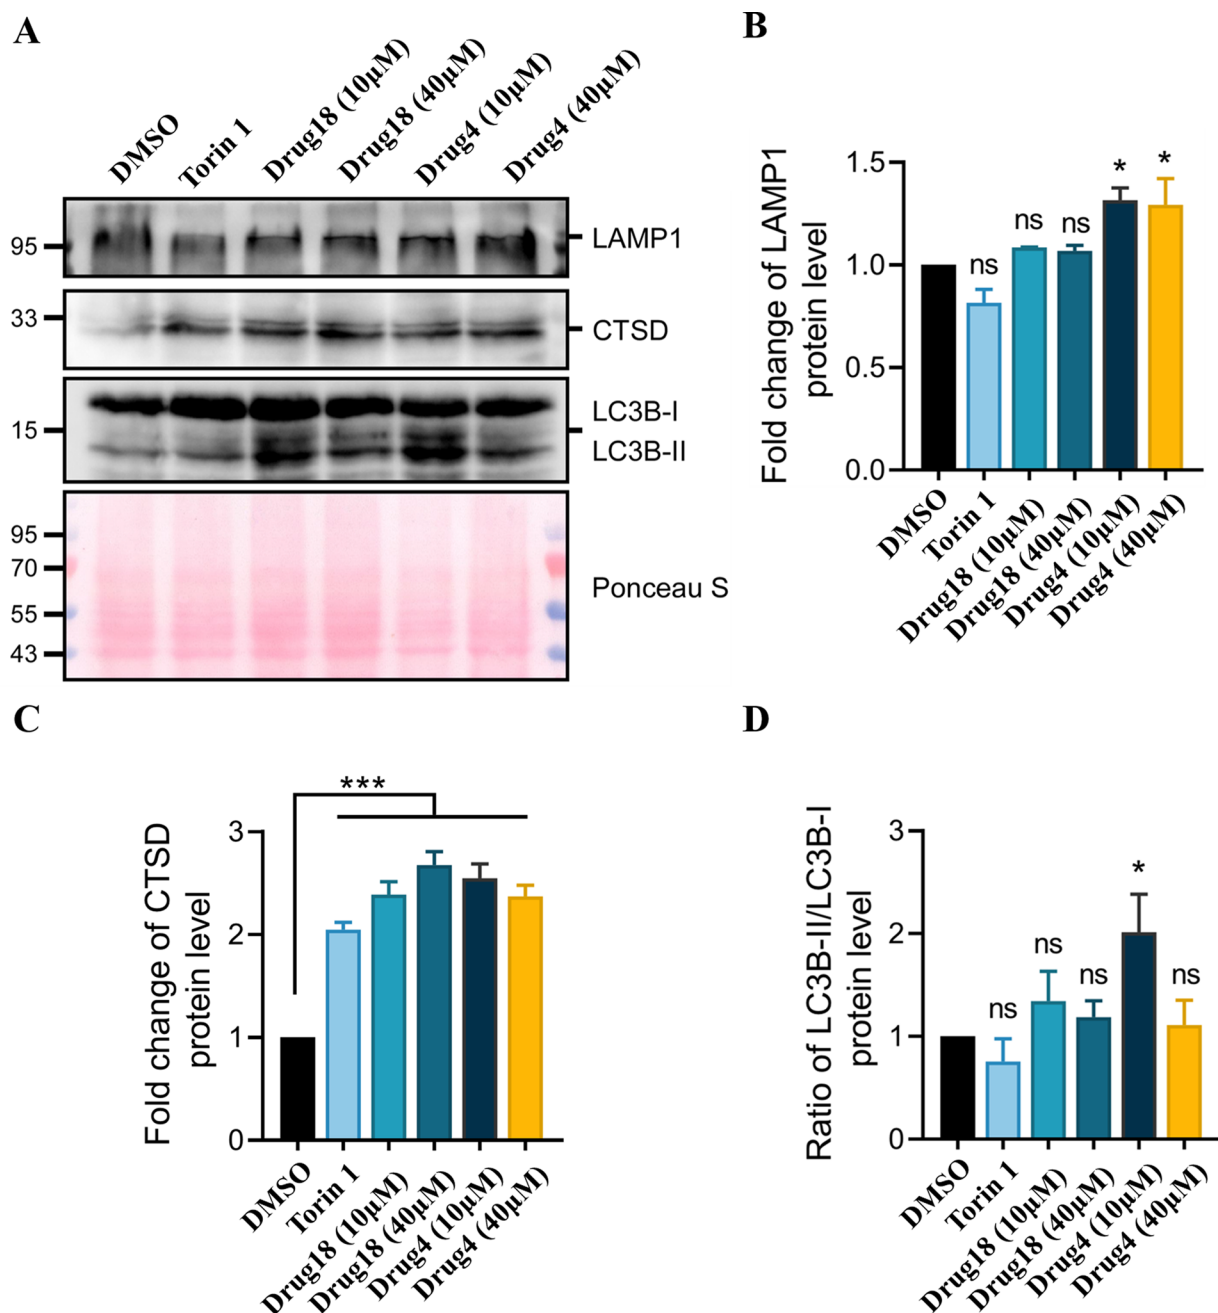 A
DMSO
Torin 1
Drug18 (10μM)
Drug18 (40μM)
Drug4 (10μM)
Drug4 (40μM)
95
LAMP1
33
CTSD
LC3B-I
15
LC3B-II
95
70
55
43
Ponceau S
B
Fold change of LAMP1
protein level
1.5
1.0
0.5
0.0
ns
ns
ns
*
*
DMSO
Torin 1
Drug18 (10μM)
Drug18 (40μM)
Drug4 (10μM)
Drug4 (40μM)
C
Fold change of CTSD
protein level
3
2
1
0
***
DMSO
Torin 1
Drug18 (10μM)
Drug18 (40μM)
Drug4 (10μM)
Drug4 (40μM)
D
Ratio of LC3B-II/LC3B-I
protein level
3
2
1
0
ns
ns
ns
*
ns
DMSO
Torin 1
Drug18 (10μM)
Drug18 (40μM)
Drug4 (10μM)
Drug4 (40μM)